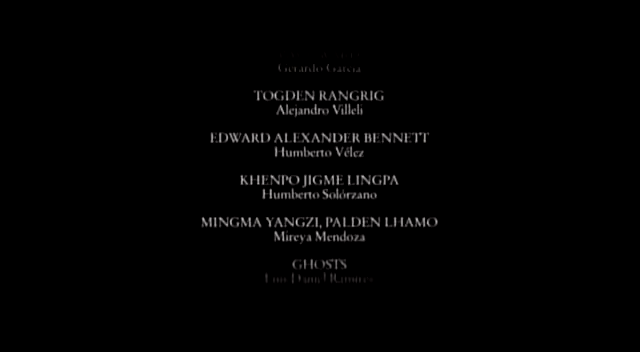 Gerardo García
TOGDEN RANGRIG
Alejandro Villeli
EDWARD ALEXANDER BENNETT
Humberto Vélez
KHENPO JIGME LINGPA
Humberto Solórzano
MINGMA YANGZI, PALDEN LHAMO
Mireya Mendoza
GHOSTS